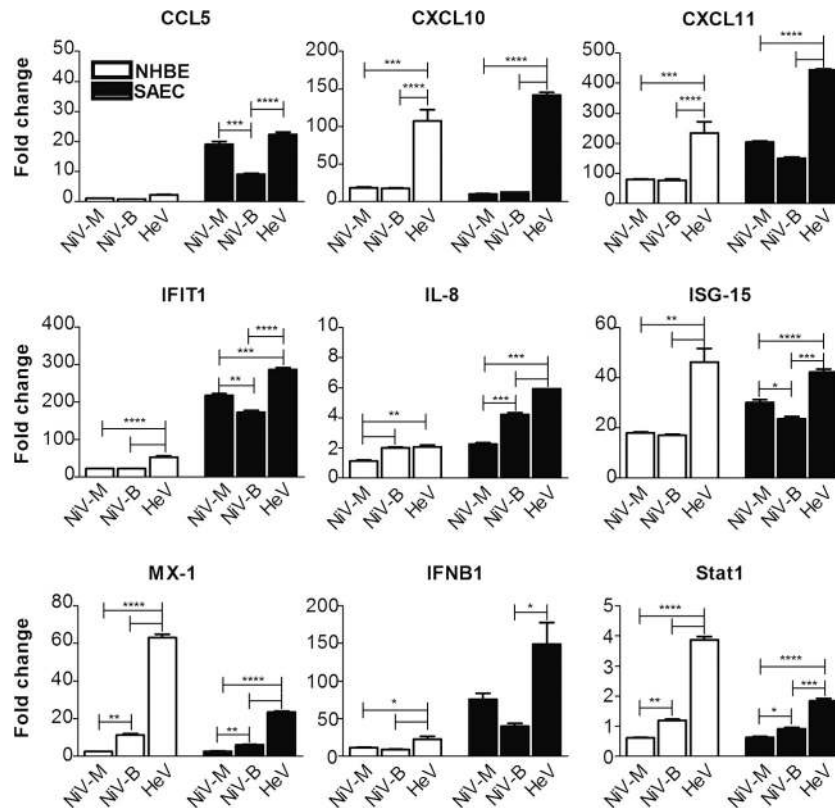 CCL5
CXCL10
CXCL11
Fold change
50
40
30
20
10
0
NHBE
SAEC
***
****
NiV-M
NiV-B
HeV
NiV-M
NiV-B
HeV
200
150
100
50
0
***
****
****
NiV-M
NiV-B
HeV
NiV-M
NiV-B
HeV
500
400
300
200
100
0
***
****
****
NiV-M
NiV-B
HeV
NiV-M
NiV-B
HeV
IFIT1
IL-8
ISG-15
Fold change
400
300
200
100
0
****
****
***
**
NiV-M
NiV-B
HeV
NiV-M
NiV-B
HeV
10
8
6
4
2
0
**
***
***
NiV-M
NiV-B
HeV
NiV-M
NiV-B
HeV
60
40
20
0
**
****
***
*
NiV-M
NiV-B
HeV
NiV-M
NiV-B
HeV
MX-1
IFNB1
Stat1
Fold change
80
60
40
20
0
****
**
****
**
NiV-M
NiV-B
HeV
NiV-M
NiV-B
HeV
200
150
100
50
0
*
*
NiV-M
NiV-B
HeV
NiV-M
NiV-B
HeV
5
4
3
2
1
0
****
**
****
***
*
NiV-M
NiV-B
HeV
NiV-M
NiV-B
HeV